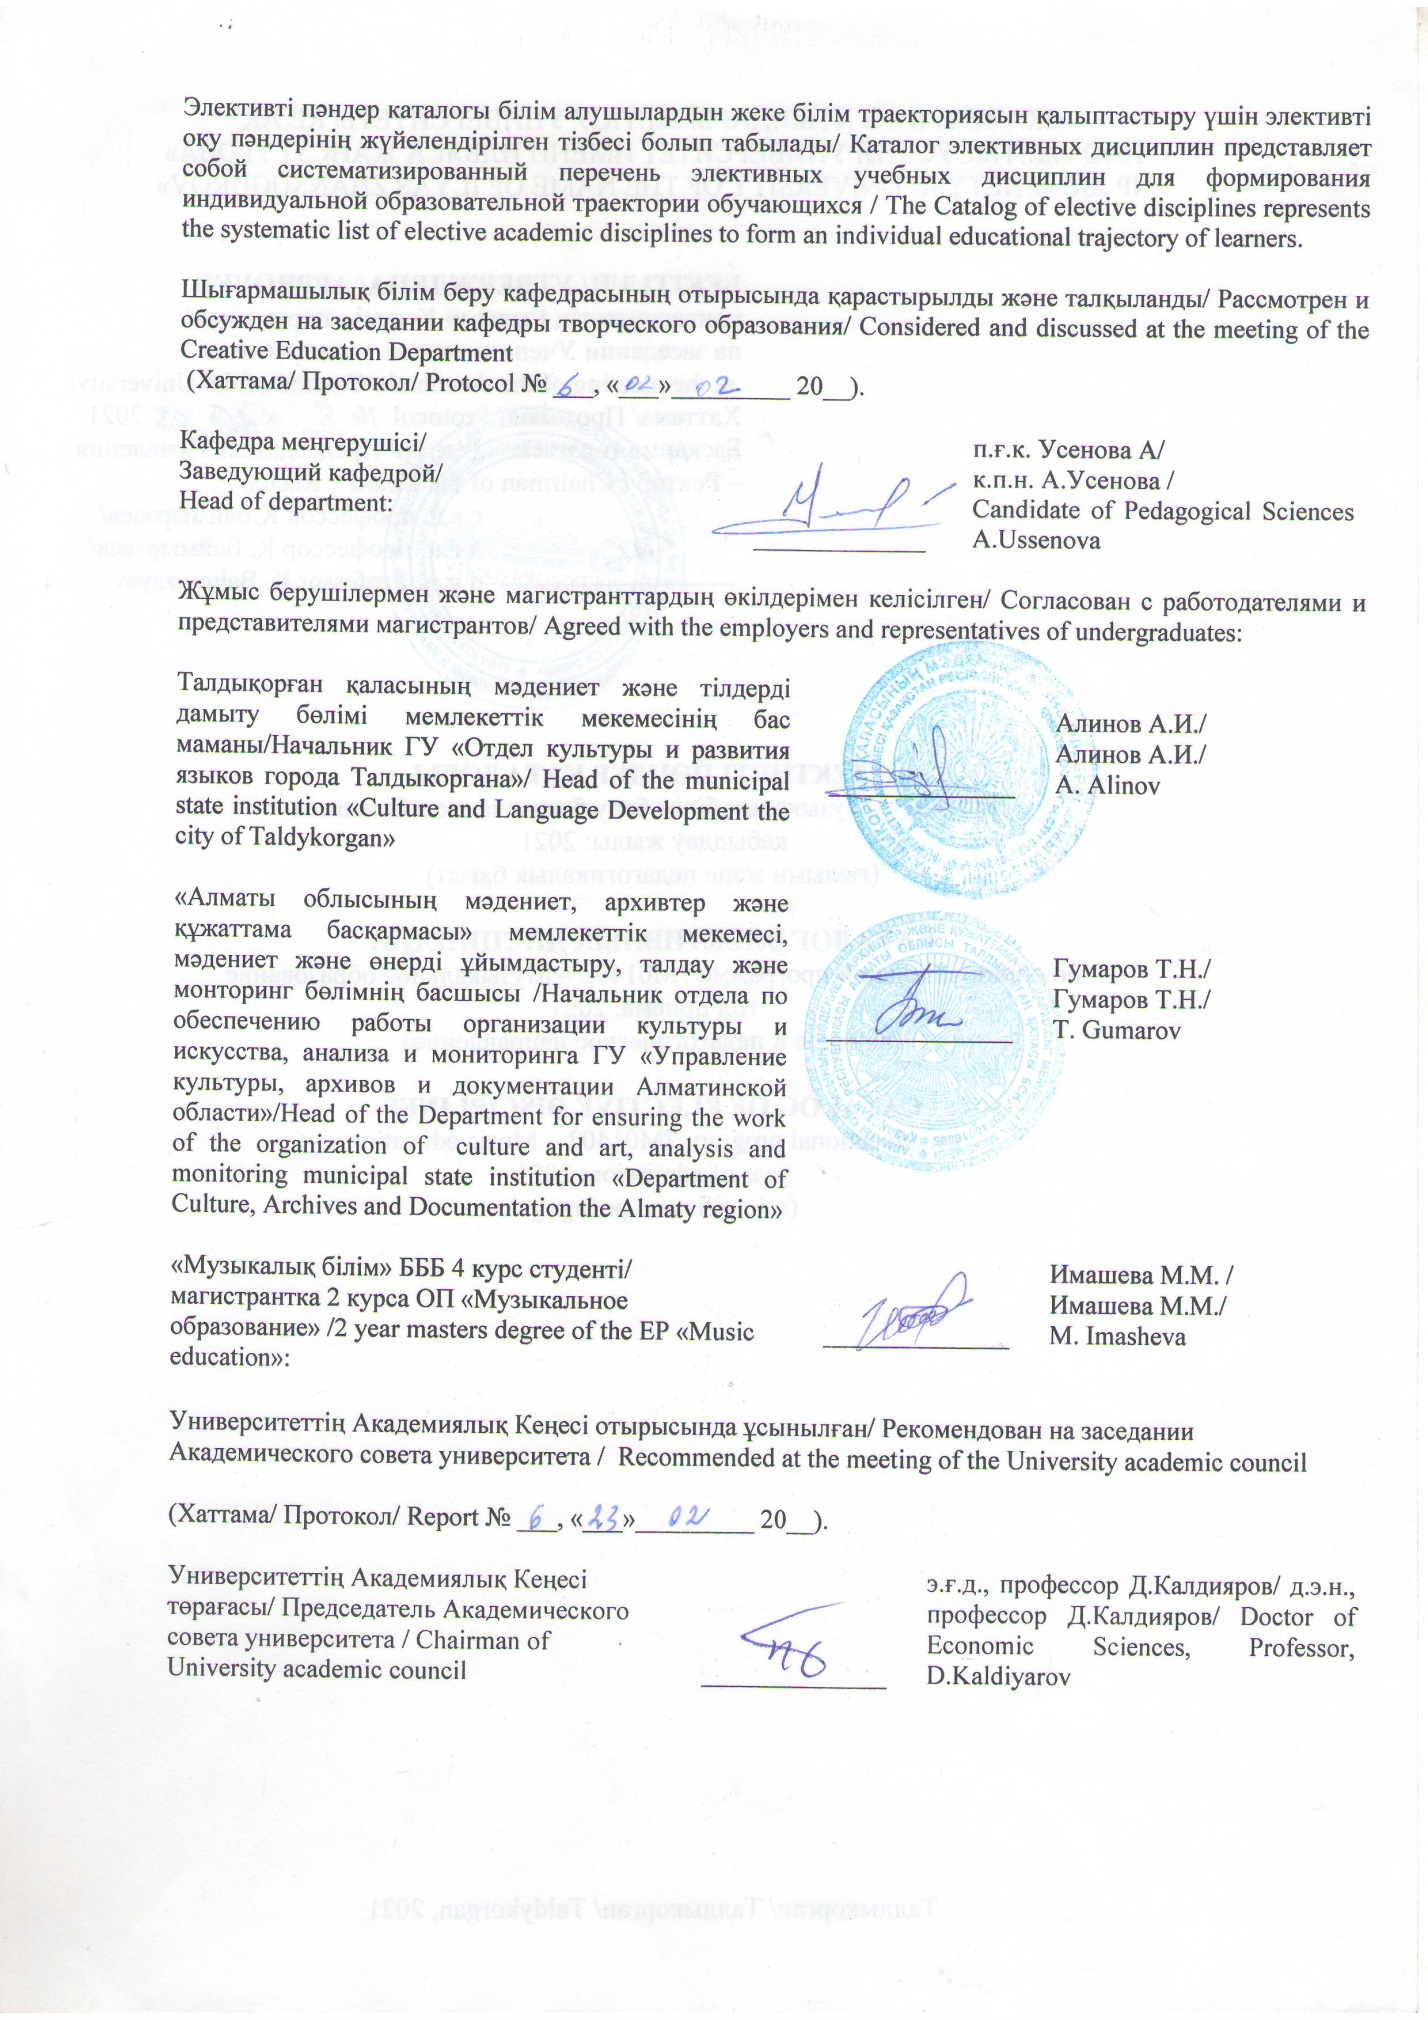 Элективті пәндер каталогы білім алушылардын жеке білім траекториясын қалыптастыру үшін элективті
оқу пәндерінің жүйелендірілген тізбесі болып табылады/ Каталог элективных дисциплин представляет
собой систематизированный перечень элективных учебных дисциплин для формирования
индивидуальной образовательной траектории обучающихся / The Catalog of elective disciplines represents
the systematic list of elective academic disciplines to form an individual educational trajectory of learners.
Шығармашылық білім беру кафедрасының отырысында қарастырылды және талқыланды/ Рассмотрен и
обсужден на заседании кафедры творческого образования/ Considered and discussed at the meeting of the
Creative Education Department
(Хаттама/ Протокол/ Protocol № 6, «02» 02 20__).
Кафедра меңгерушісі/
Заведующий кафедрой/
Head of department:
п.ғ.к. Усенова А/
к.п.н. А.Усенова /
Candidate of Pedagogical Sciences
A.Ussenova
Жұмыс берушілермен және магистранттардың өкілдерімен келісілген/ Согласован с работодателями и
представителями магистрантов/ Agreed with the employers and representatives of undergraduates:
Талдықорған қаласының мәдениет және тілдерді
дамыту бөлімі мемлекеттік мекемесінің бас
маманы/Начальник ГУ «Отдел культуры и развития
языков города Талдыкоргана»/ Head of the municipal
state institution «Culture and Language Development the
city of Taldykorgan»
Алинов А.И./
Алинов А.И./
A. Alinov
«Алматы облысының мәдениет, архивтер және
құжаттама басқармасы» мемлекеттік мекемесі,
мәдениет және өнерді ұйымдастыру, талдау және
монторинг бөлімнің басшысы /Начальник отдела по
обеспечению работы организации культуры и
искусства, анализа и мониторинга ГУ «Управление
культуры, архивов и документации Алматинской
области»/Head of the Department for ensuring the work
of the organization of culture and art, analysis and
monitoring municipal state institution «Department of
Culture, Archives and Documentation the Almaty region»
Гумаров Т.Н./
Гумаров Т.Н./
T. Gumarov
«Музыкалық білім» БББ 4 курс студенті/
магистрантка 2 курса ОП «Музыкальное
образование» /2 year masters degree of the EP «Music
education»:
Имашева М.М. /
Имашева М.М./
M. Imasheva
Университеттің Академиялық Кеңесі отырысында ұсынылған/ Рекомендован на заседании
Академического совета университета / Recommended at the meeting of the University academic council
(Хаттама/ Протокол/ Report № 6, «23» 02 20__).
Университеттің Академиялық Кеңесі
төрағасы/ Председатель Академического
совета университета / Chairman of
University academic council
э.ғ.д., профессор Д.Калдияров/ д.э.н.,
профессор Д.Калдияров/ Doctor of
Economic Sciences, Professor,
D.Kaldiyarov